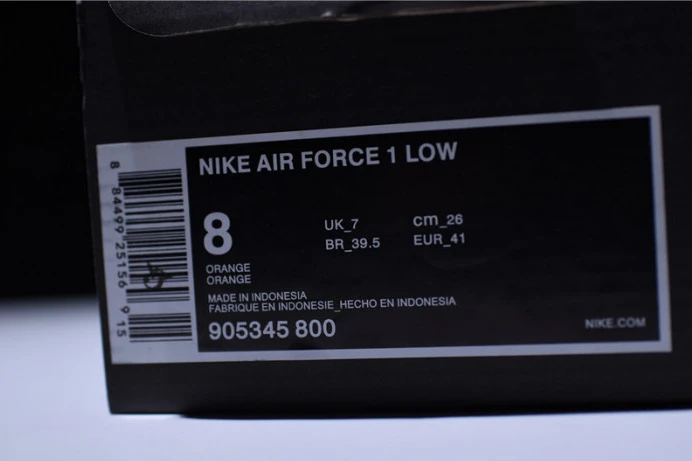 NIKE AIR FORCE 1 LOW
8
UK_7
cm_26
BR_39.5
EUR_41
ORANGE
ORANGE
MADE IN INDONESIA
FABRIQUE EN INDONESIE_HECHO EN INDONESIA
905345 800
NIKE.COM
8 84499 25156 9 15